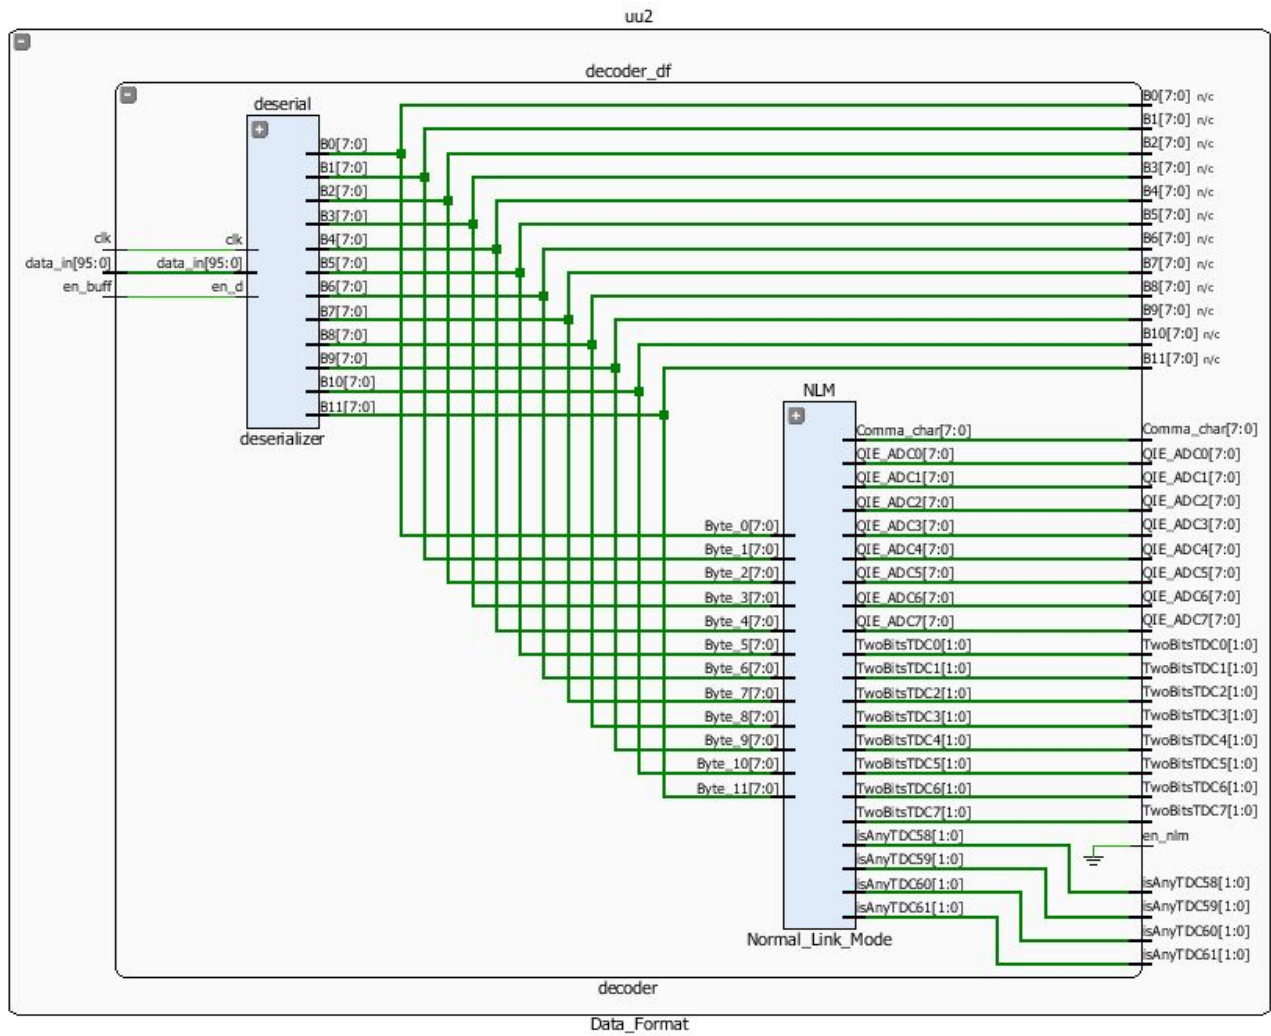 uu2
decoder_df
deserial
B0[7:0]
B1[7:0]
B2[7:0]
B3[7:0]
B4[7:0]
B5[7:0]
B6[7:0]
B7[7:0]
B8[7:0]
B9[7:0]
B10[7:0]
B11[7:0]
deserializer
clk
data_in[95:0]
en_buff
clk
data_in[95:0]
en_d
B0[7:0] n/c
B1[7:0] n/c
B2[7:0] n/c
B3[7:0] n/c
B4[7:0] n/c
B5[7:0] n/c
B6[7:0] n/c
B7[7:0] n/c
B8[7:0] n/c
B9[7:0] n/c
B10[7:0] n/c
B11[7:0] n/c
NLM
Byte_0[7:0]
Byte_1[7:0]
Byte_2[7:0]
Byte_3[7:0]
Byte_4[7:0]
Byte_5[7:0]
Byte_6[7:0]
Byte_7[7:0]
Byte_8[7:0]
Byte_9[7:0]
Byte_10[7:0]
Byte_11[7:0]
Comma_char[7:0]
QIE_ADC0[7:0]
QIE_ADC1[7:0]
QIE_ADC2[7:0]
QIE_ADC3[7:0]
QIE_ADC4[7:0]
QIE_ADC5[7:0]
QIE_ADC6[7:0]
QIE_ADC7[7:0]
TwoBitsTDC0[1:0]
TwoBitsTDC1[1:0]
TwoBitsTDC2[1:0]
TwoBitsTDC3[1:0]
TwoBitsTDC4[1:0]
TwoBitsTDC5[1:0]
TwoBitsTDC6[1:0]
TwoBitsTDC7[1:0]
isAnyTDC58[1:0]
isAnyTDC59[1:0]
isAnyTDC60[1:0]
isAnyTDC61[1:0]
Normal_Link_Mode
Comma_char[7:0]
QIE_ADC0[7:0]
QIE_ADC1[7:0]
QIE_ADC2[7:0]
QIE_ADC3[7:0]
QIE_ADC4[7:0]
QIE_ADC5[7:0]
QIE_ADC6[7:0]
QIE_ADC7[7:0]
TwoBitsTDC0[1:0]
TwoBitsTDC1[1:0]
TwoBitsTDC2[1:0]
TwoBitsTDC3[1:0]
TwoBitsTDC4[1:0]
TwoBitsTDC5[1:0]
TwoBitsTDC6[1:0]
TwoBitsTDC7[1:0]
en_nlm
isAnyTDC58[1:0]
isAnyTDC59[1:0]
isAnyTDC60[1:0]
isAnyTDC61[1:0]
decoder
Data_Format